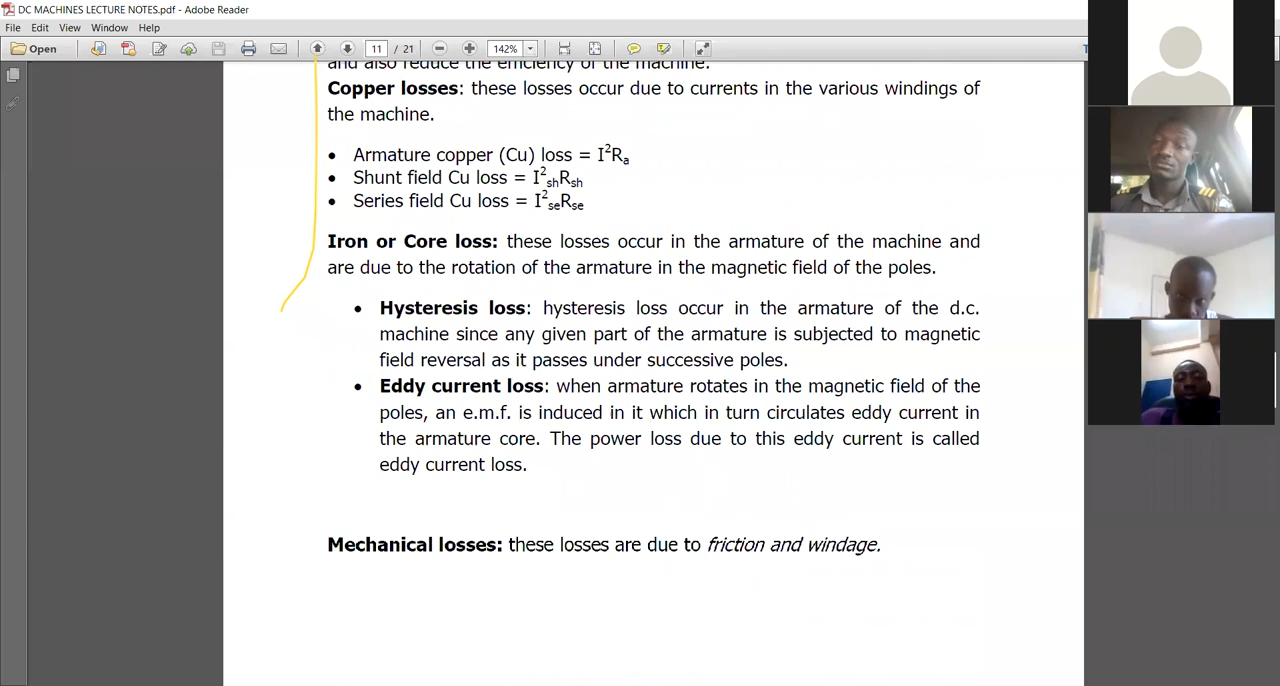 DC MACHINES LECTURE NOTES.pdf - Adobe Reader
File Edit View Window Help
Open 11 / 21 142%
and also reduce the efficiency of the machine.
Copper losses: these losses occur due to currents in the various windings of
the machine.
• Armature copper (Cu) loss = I²Rₐ
• Shunt field Cu loss = I²shRsh
• Series field Cu loss = I²seRse
Iron or Core loss: these losses occur in the armature of the machine and
are due to the rotation of the armature in the magnetic field of the poles.
• Hysteresis loss: hysteresis loss occur in the armature of the d.c.
machine since any given part of the armature is subjected to magnetic
field reversal as it passes under successive poles.
• Eddy current loss: when armature rotates in the magnetic field of the
poles, an e.m.f. is induced in it which in turn circulates eddy current in
the armature core. The power loss due to this eddy current is called
eddy current loss.
Mechanical losses: these losses are due to friction and windage.